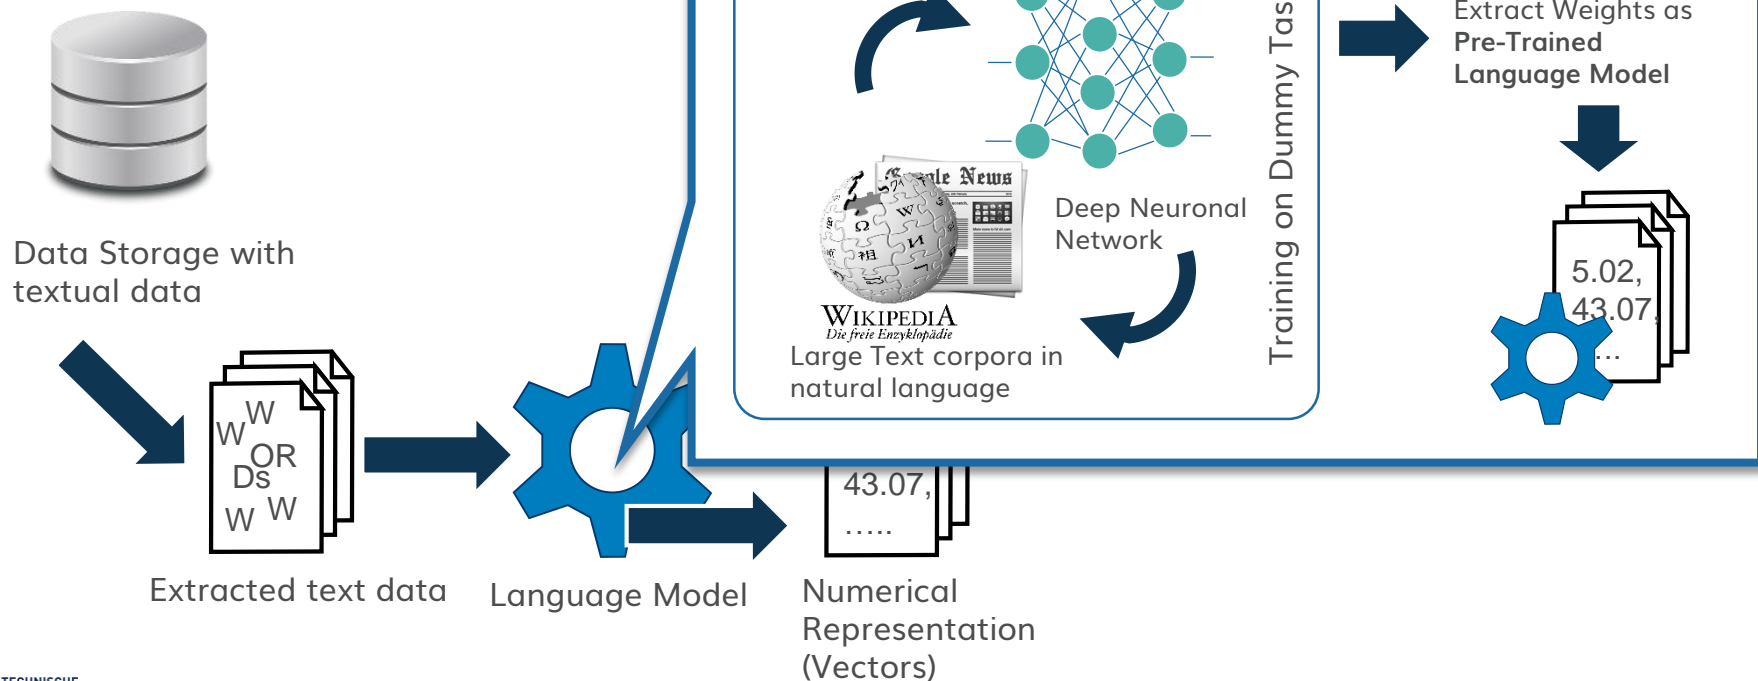 Extract Weights as
Pre-Trained
Language Model
Training on Dummy
Deep Neuronal
Network
News
WIKIPEDIA
Die freie Enzyklopädie
Large Text corpora in
natural language
5.02,
43.07,
...
Data Storage with
textual data
W
W
OR
Ds
W W
Extracted text data
Language Model
43.07,
.....
Numerical
Representation
(Vectors)